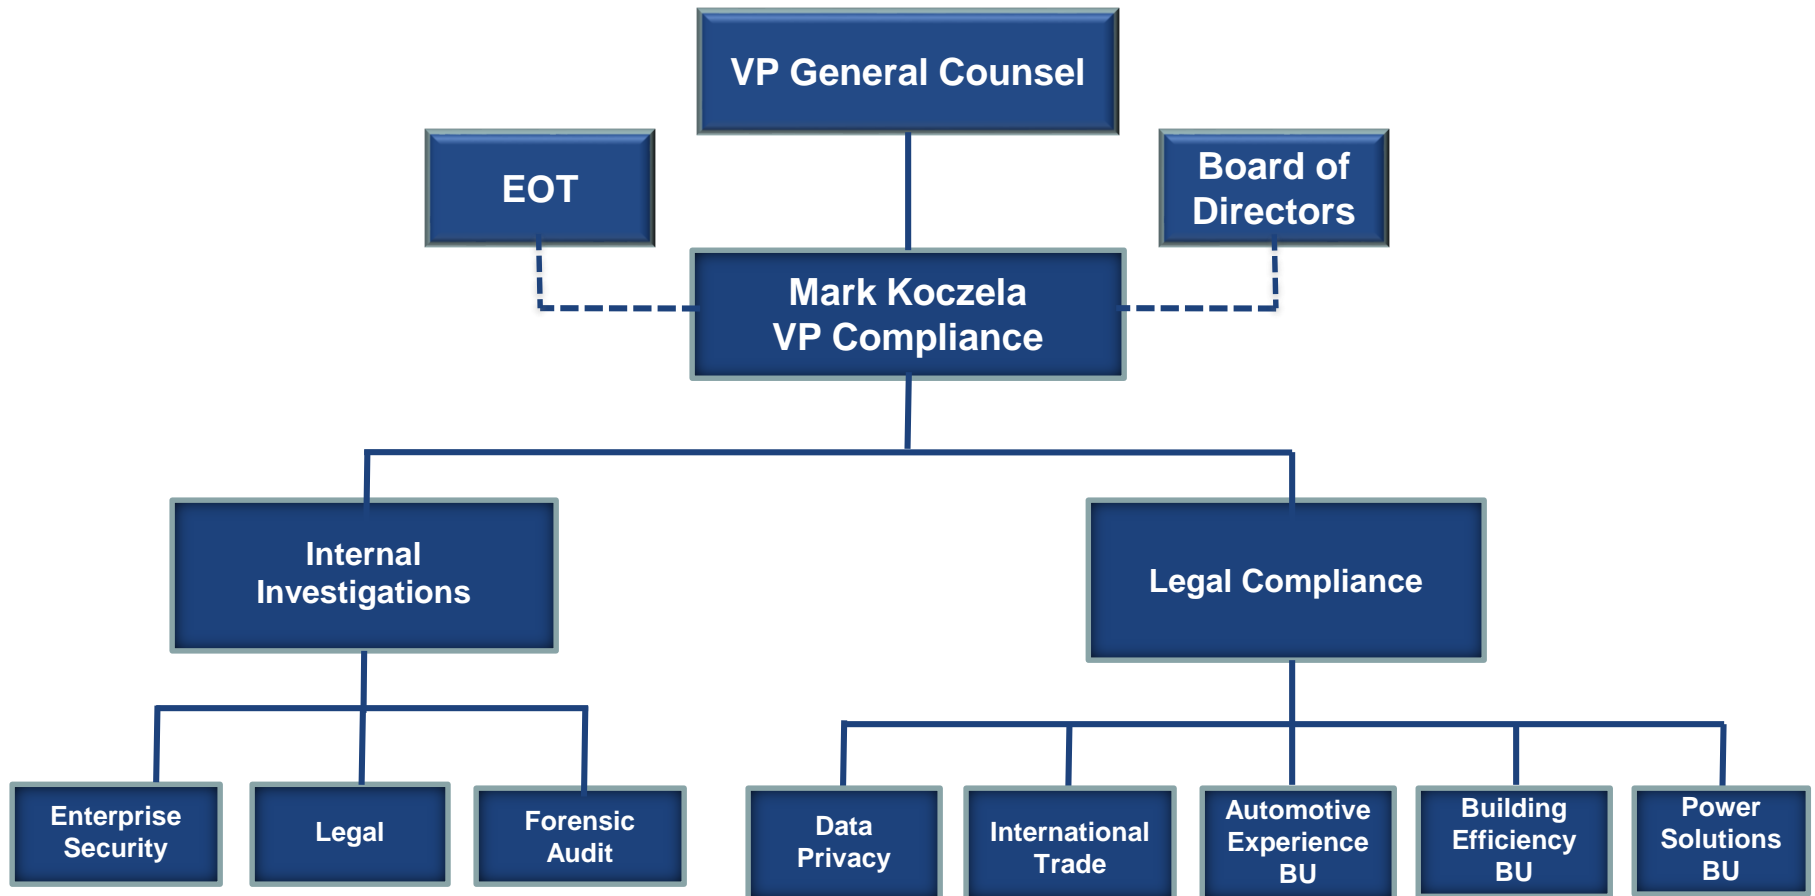 VP General Counsel
EOT
Board of
Directors
Mark Koczela
VP Compliance
Internal
Investigations
Legal Compliance
Enterprise
Security
Legal
Forensic
Audit
Data
Privacy
International
Trade
Automotive
Experience
BU
Building
Efficiency
BU
Power
Solutions
BU